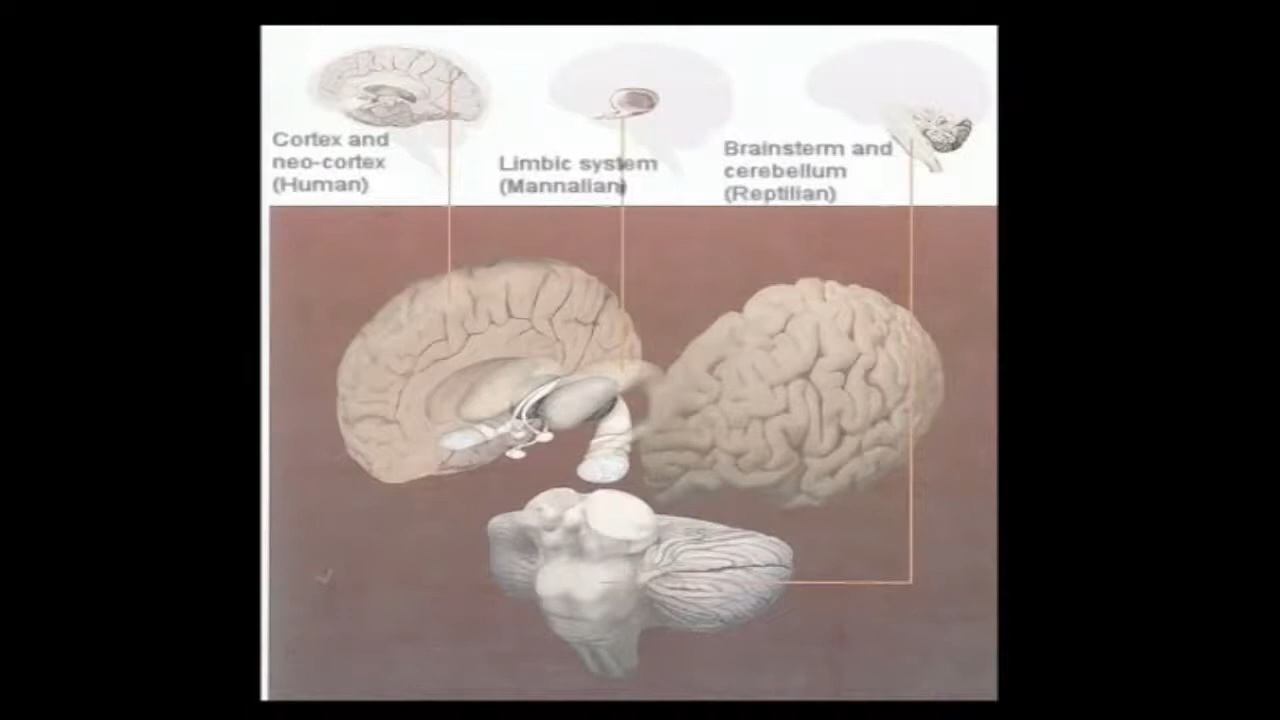 Cortex and
neo-cortex
(Human)
Limbic system
(Mannalian)
Brainsterm and
cerebellum
(Reptilian)